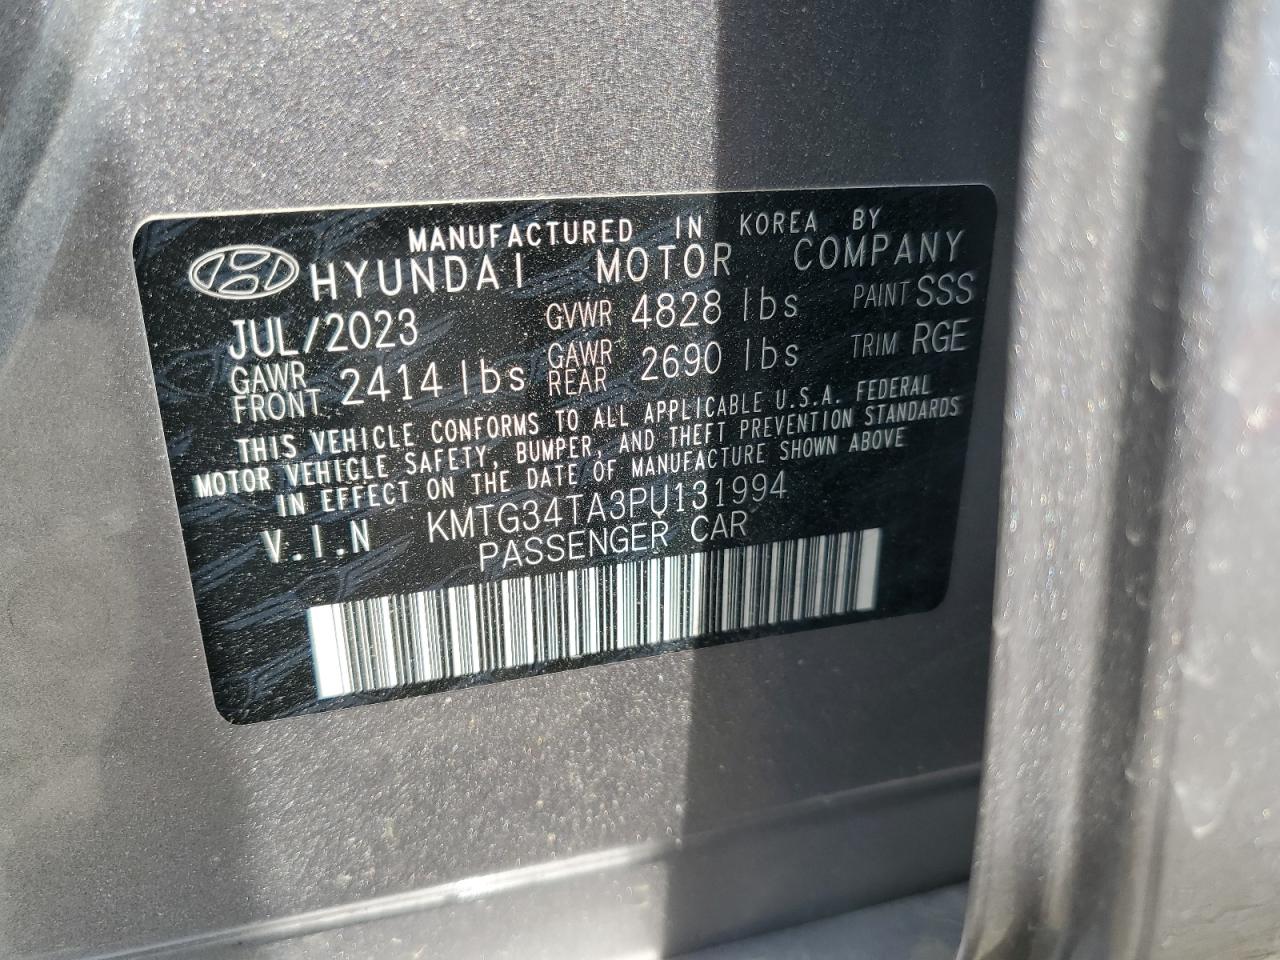 MANUFACTURED IN KOREA BY
HYUNDAI MOTOR COMPANY
JUL/2023 GVWR 4828 lbs PAINT SSS
GAWR FRONT 2414 lbs GAWR REAR 2690 lbs TRIM RGE
THIS VEHICLE CONFORMS TO ALL APPLICABLE U.S.A. FEDERAL
MOTOR VEHICLE SAFETY, BUMPER, AND THEFT PREVENTION STANDARDS
IN EFFECT ON THE DATE OF MANUFACTURE SHOWN ABOVE
V.I.N KMTG34TA3PU131994
PASSENGER CAR